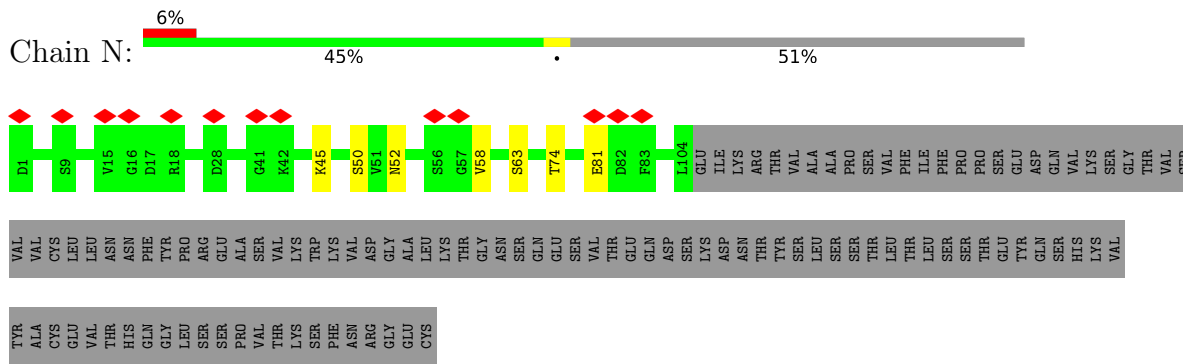 6%
Chain N:
45% • 51%
D1 S9 V15 G16 D17 R18 D28 G41 K42 K45 S50 V51 N52 S56 G57 V58 S63 T74 E81 D82 F83 L104 GLU ILE LYS ARG THR VAL ALA ALA PRO SER VAL PHE ILE PHE PRO PRO SER GLU ASP GLN VAL LYS SER GLY THR VAL SER
VAL VAL CYS LEU LEU ASN ASN PHE TYR PRO ARG GLU ALA SER VAL LYS TRP LYS VAL ASP GLY ALA LEU LYS THR GLY ASN SER GLN GLU SER VAL THR GLU GLN ASP SER LYS ASP ASN THR TYR SER LEU SER SER THR LEU THR LEU SER SER THR GLU TYR GLN SER HIS LYS VAL
TYR ALA CYS GLU VAL THR HIS GLN GLY LEU SER SER PRO VAL THR LYS SER PHE ASN ARG GLY GLU CYS